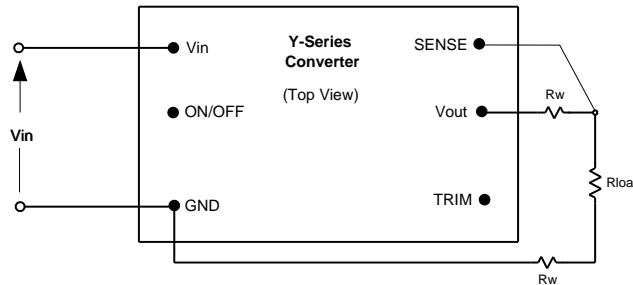 Y-Series
Converter
(Top View)
Vin
SENSE
ON/OFF
Vout
Rw
Vin
Rloa
GND
TRIM
Rw